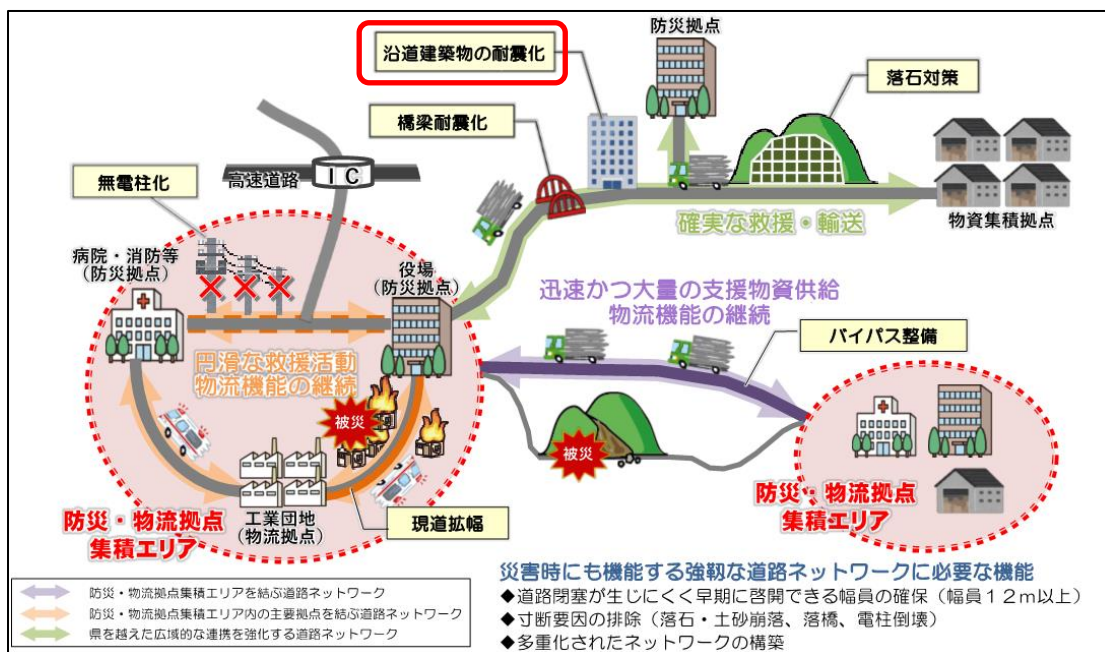 防災拠点
沿道建築物の耐震化
落石対策
橋梁耐震化
無電柱化
高速道路
IC
確実な救援・輸送
物資集積拠点
病院・消防等
(防災拠点)
役場
(防災拠点)
迅速かつ大量の支援物資供給
物流機能の継続
バイパス整備
円滑な救援活動
物流機能の継続
被災
被災
防災・物流拠点
集積エリア
工業団地
(物流拠点)
現道拡幅
防災・物流拠点
集積エリア
防災・物流拠点集積エリアを結ぶ道路ネットワーク
防災・物流拠点集積エリア内の主要拠点を結ぶ道路ネットワーク
県を越えた広域的な連携を強化する道路ネットワーク
災害時にも機能する強靱な道路ネットワークに必要な機能
◆道路閉塞が生じにくく早期に啓開できる幅員の確保（幅員１２ｍ以上）
◆寸断要因の排除（落石・土砂崩落、落橋、電柱倒壊）
◆多重化されたネットワークの構築